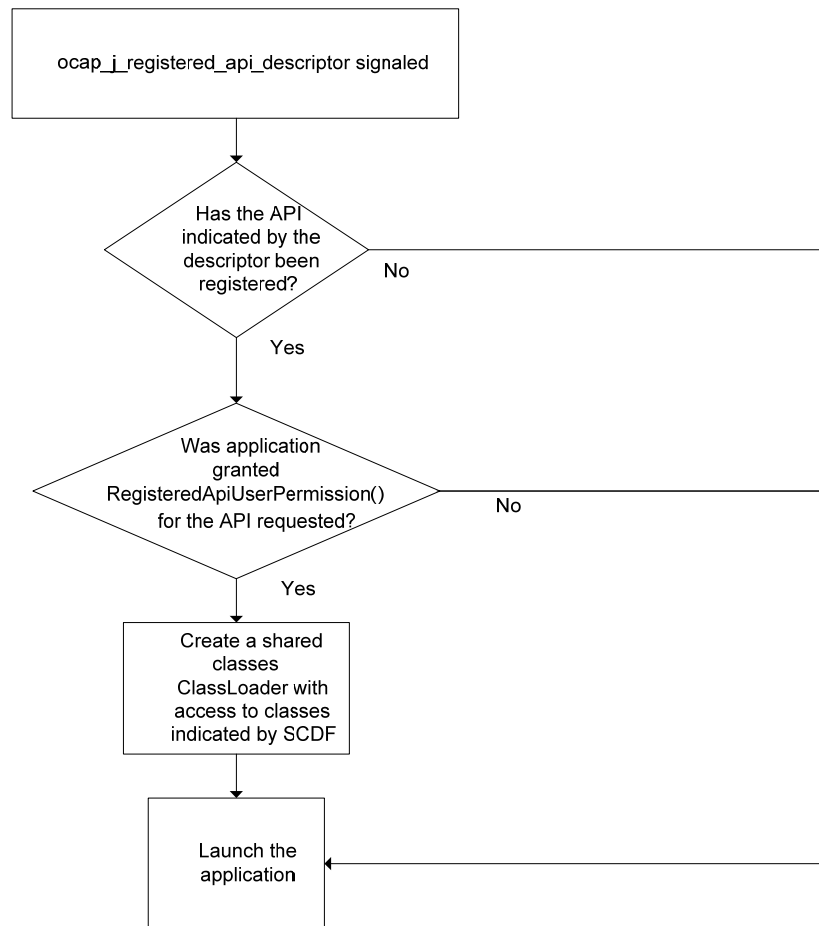 ocap_j_registered_api_descriptor signaled
Has the API
indicated by the
descriptor been
registered?
No
Yes
Was application
granted
RegisteredApiUserPermission()
for the API requested?
No
Yes
Create a shared
classes
ClassLoader with
access to classes
indicated by SCDF
Launch the
application